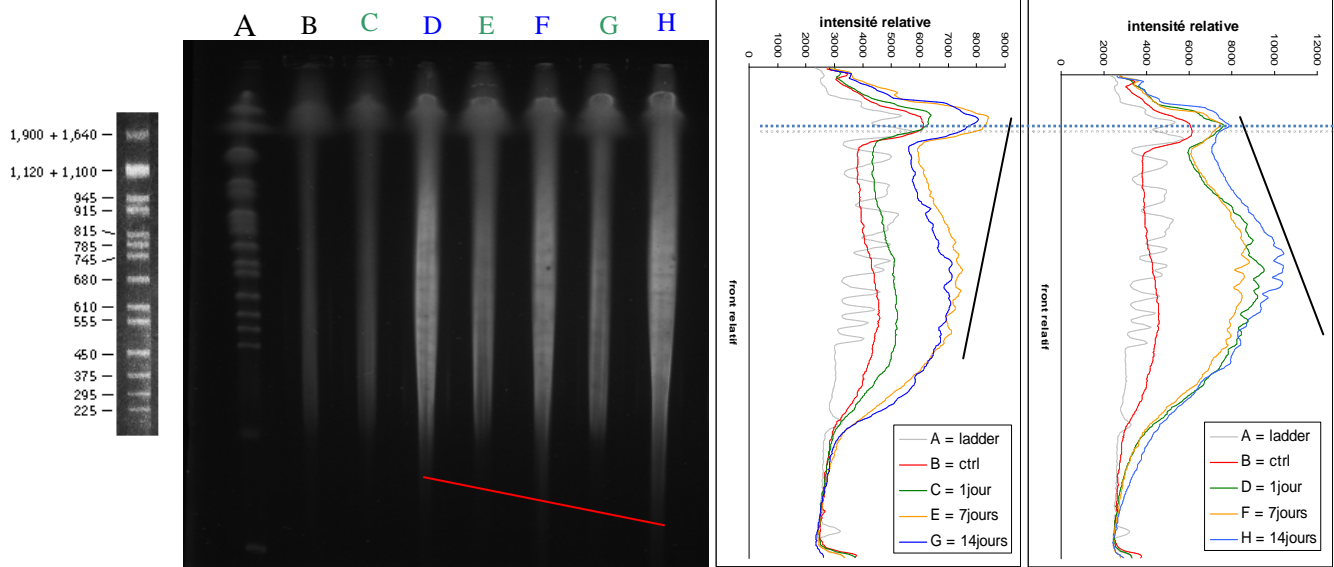 A B C D E F G H
1,900 + 1,640
1,120 + 1,100
945
915
815
785
745
680
610
555
450
375
295
225
intensité relative
0
1000
2000
3000
4000
5000
6000
7000
8000
9000
front relatif
A = ladder
B = ctrl
C = 1jour
E = 7jours
G = 14jours
intensité relative
0
2000
4000
6000
8000
10000
12000
front relatif
A = ladder
B = ctrl
D = 1jour
F = 7jours
H = 14jours